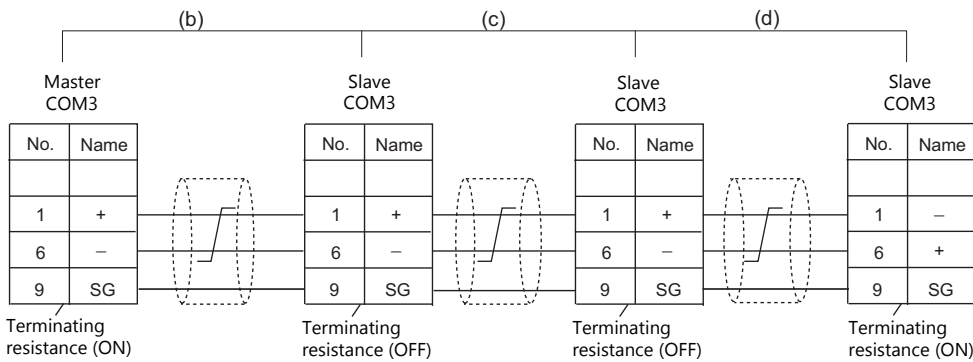 (b) (c) (d)
Master
COM3
Slave
COM3
Slave
COM3
Slave
COM3
No. Name
1 +
6 −
9 SG
Terminating
resistance (ON)
No. Name
1 +
6 −
9 SG
Terminating
resistance (OFF)
No. Name
1 +
6 −
9 SG
Terminating
resistance (OFF)
No. Name
1 −
6 +
9 SG
Terminating
resistance (ON)